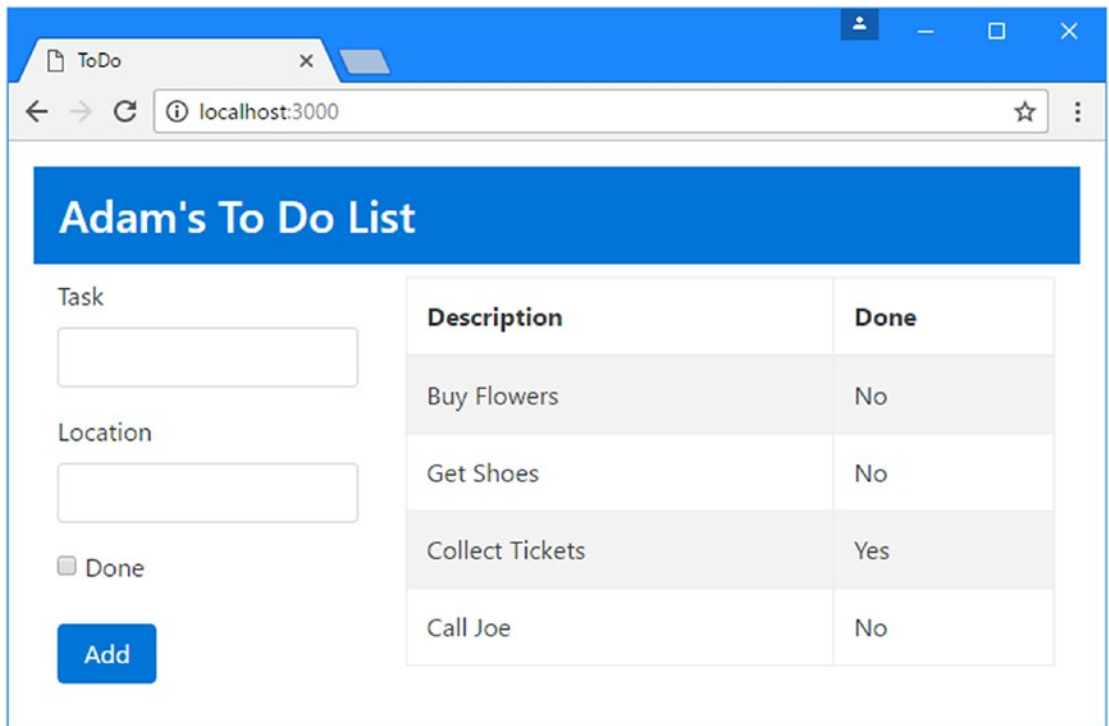 ToDo
localhost:3000
Adam's To Do List
Task
Location
Done
Add
Description Done
Buy Flowers No
Get Shoes No
Collect Tickets Yes
Call Joe No